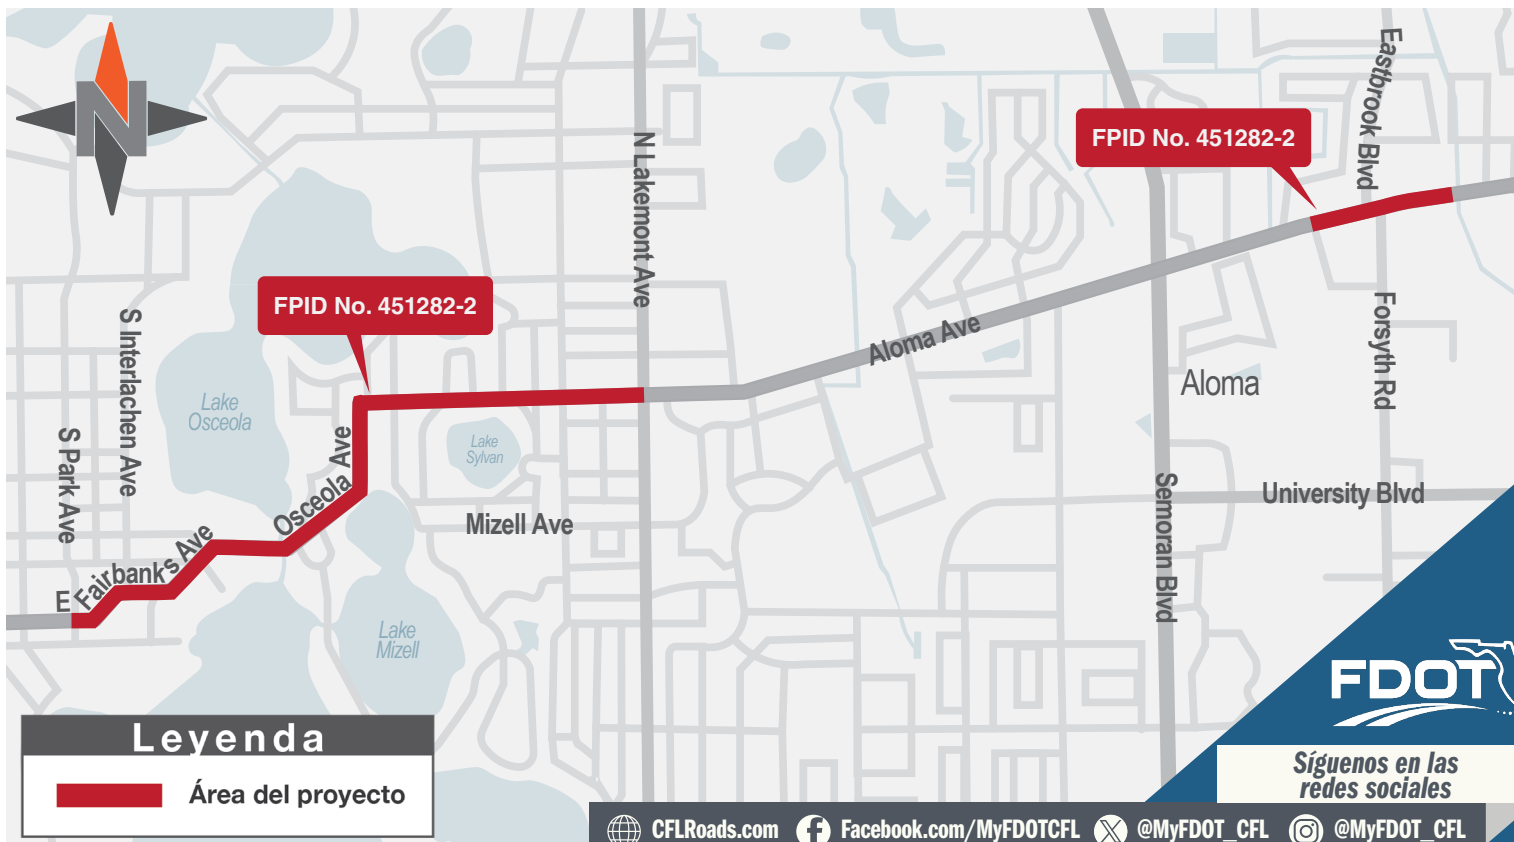 N
Eastbrook Blvd
FPID No. 451282-2
N Lakemont Ave
FPID No. 451282-2
S Interlachen Ave
Forsyth Rd
Aloma Ave
Aloma
Lake
Osceola
S Park Ave
Osceola Ave
Lake
Sylvan
Semoran Blvd
University Blvd
Mizell Ave
E Fairbanks Ave
Lake
Mizell
FDOT
Leyenda
Área del proyecto
Síguenos en las
redes sociales
CFLRoads.com Facebook.com/MyFDOTCFL @MyFDOT_CFL @MyFDOT_CFL